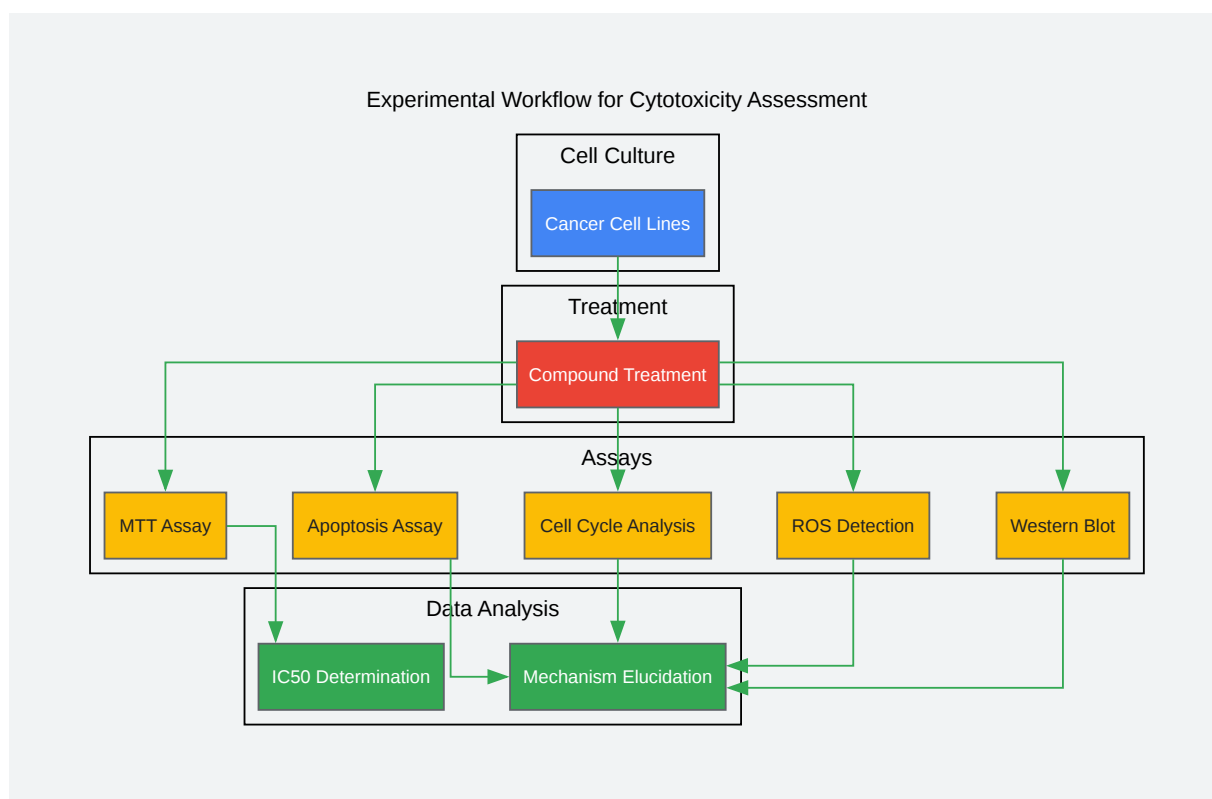 Experimental Workflow for Cytotoxicity Assessment
Cell Culture
Cancer Cell Lines
Treatment
Compound Treatment
Assays
MTT Assay
Apoptosis Assay
Cell Cycle Analysis
ROS Detection
Western Blot
Data Analysis
IC50 Determination
Mechanism Elucidation